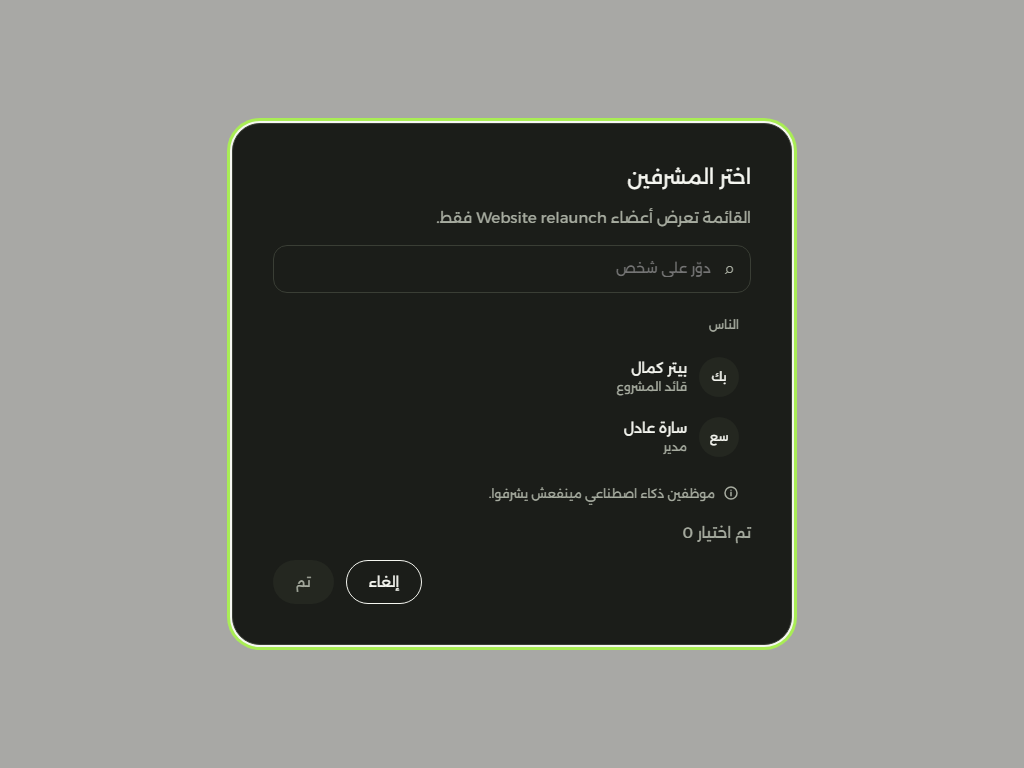 اختر المشرفين
القائمة تعرض أعضاء Website relaunch فقط.
دوّر على شخص
الناس
بك
بيتر كمال
قائد المشروع
سع
سارة عادل
مدير
موظفين ذكاء اصطناعي مينفعش يشرفوا.
تم اختيار 0
إلغاء
تم